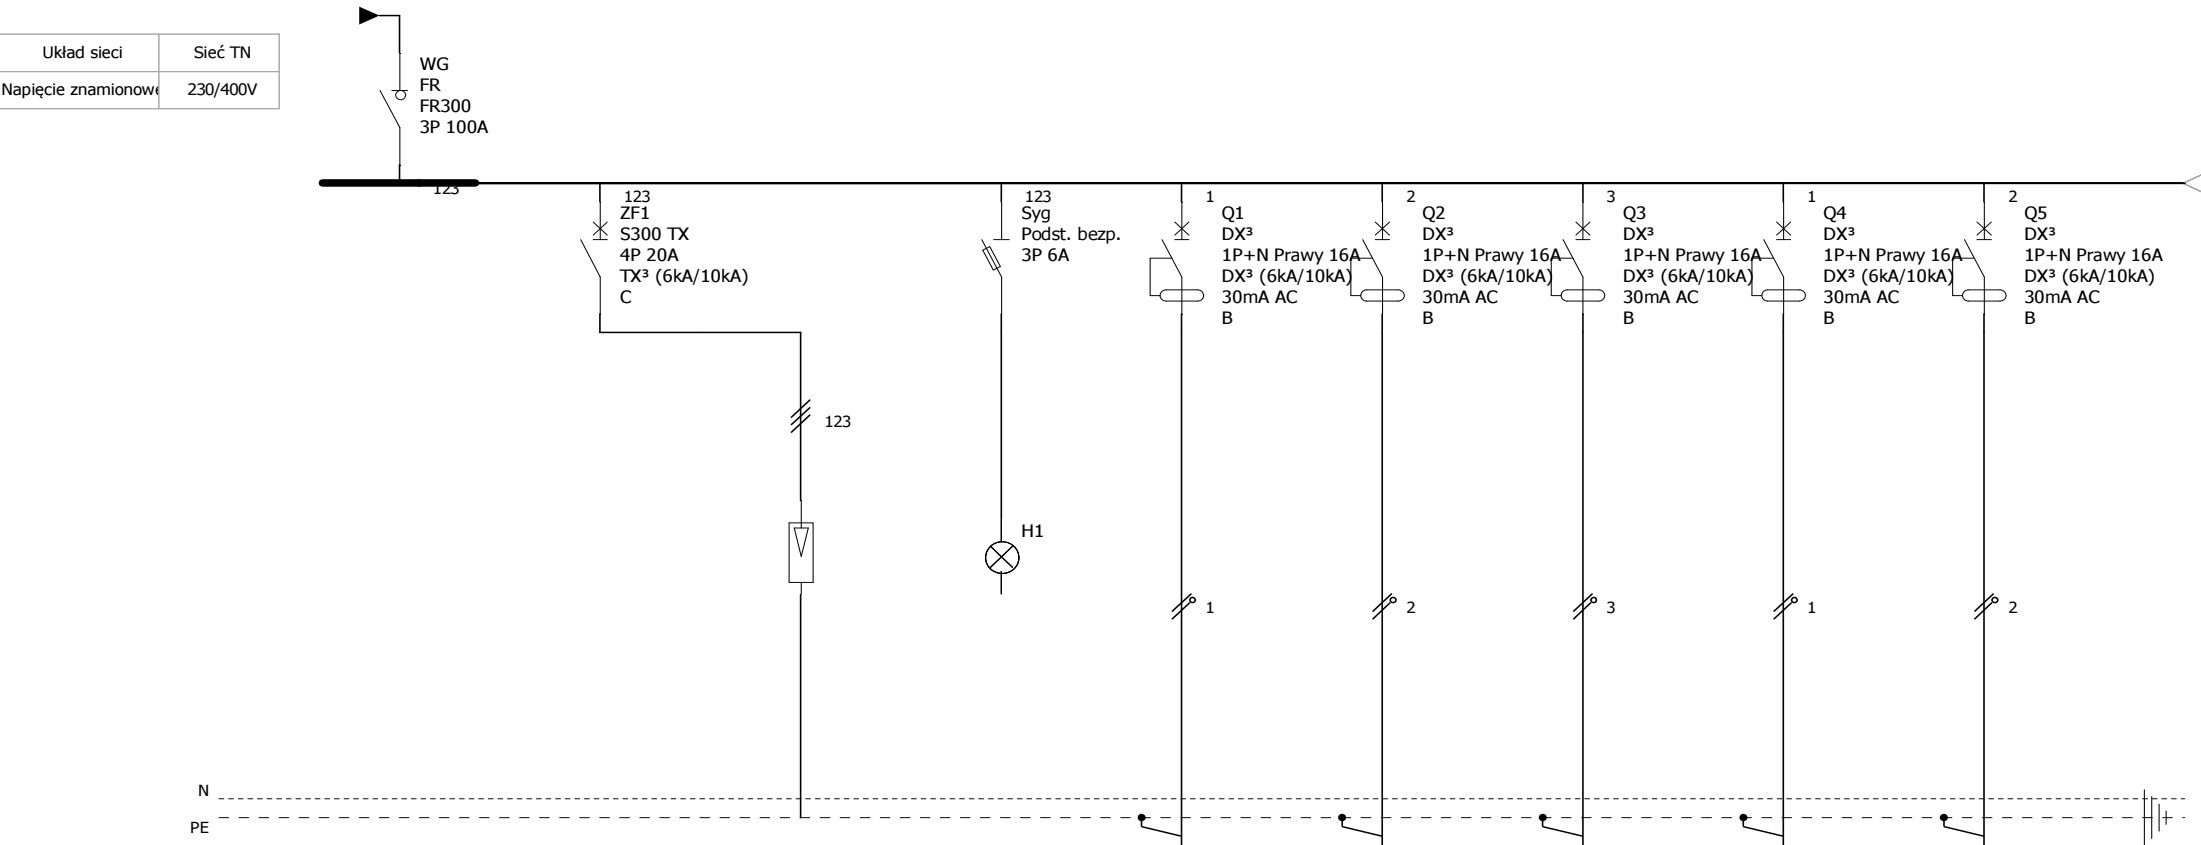 Układ sieci Sieć TN
Napięcie znamionowe 230/400V
WG
FR
FR300
3P 100A
123
123
ZF1
S300 TX
4P 20A
TX³ (6kA/10kA)
C
123
123
Syg
Podst. bezp.
3P 6A
H1
1
Q1
DX³
1P+N Prawy 16A
DX³ (6kA/10kA)
30mA AC
B
1
2
Q2
DX³
1P+N Prawy 16A
DX³ (6kA/10kA)
30mA AC
B
2
3
Q3
DX³
1P+N Prawy 16A
DX³ (6kA/10kA)
30mA AC
B
3
1
Q4
DX³
1P+N Prawy 16A
DX³ (6kA/10kA)
30mA AC
B
1
2
Q5
DX³
1P+N Prawy 16A
DX³ (6kA/10kA)
30mA AC
B
2
N
PE